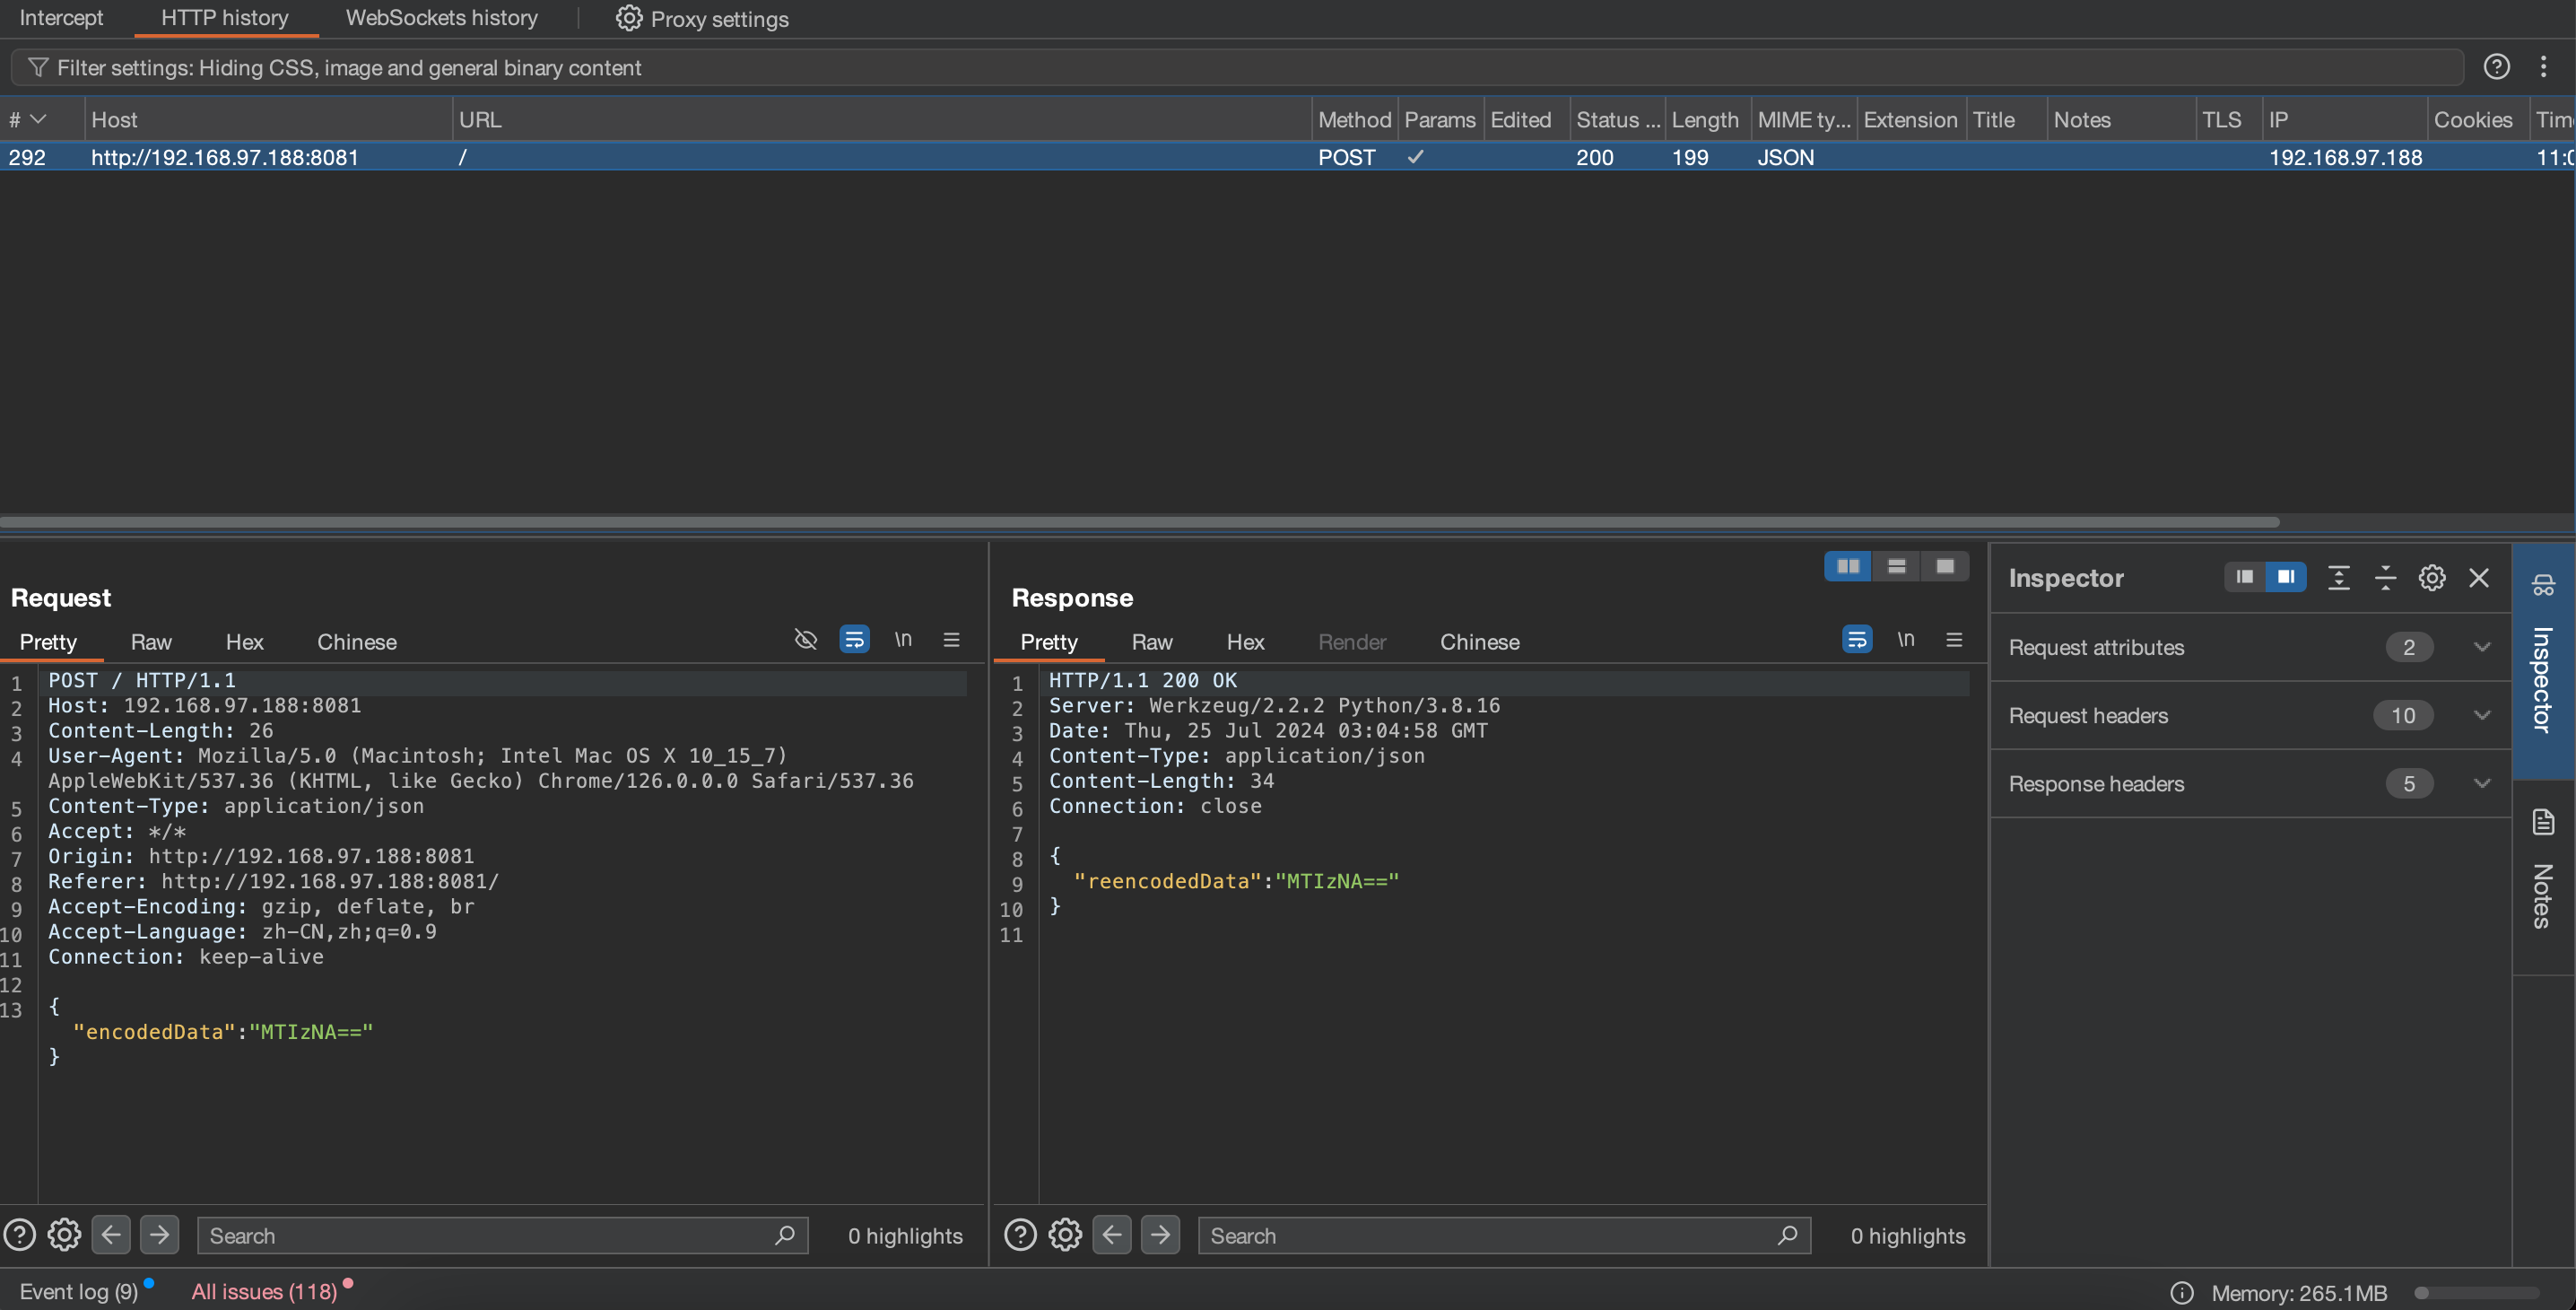 Intercept HTTP history WebSockets history Proxy settings
Filter settings: Hiding CSS, image and general binary content
# Host URL Method Params Edited Status ... Length MIME ty... Extension Title Notes TLS IP Cookies Tim
292 http://192.168.97.188:8081 / POST ✓ 200 199 JSON 192.168.97.188 11:0
Request
Pretty Raw Hex Chinese \n
1 POST / HTTP/1.1
2 Host: 192.168.97.188:8081
3 Content-Length: 26
4 User-Agent: Mozilla/5.0 (Macintosh; Intel Mac OS X 10_15_7)
AppleWebKit/537.36 (KHTML, like Gecko) Chrome/126.0.0.0 Safari/537.36
5 Content-Type: application/json
6 Accept: */*
7 Origin: http://192.168.97.188:8081
8 Referer: http://192.168.97.188:8081/
9 Accept-Encoding: gzip, deflate, br
10 Accept-Language: zh-CN,zh;q=0.9
11 Connection: keep-alive
12
13 {
"encodedData":"MTIzNA=="
}
Search 0 highlights
Response
Pretty Raw Hex Render Chinese \n
1 HTTP/1.1 200 OK
2 Server: Werkzeug/2.2.2 Python/3.8.16
3 Date: Thu, 25 Jul 2024 03:04:58 GMT
4 Content-Type: application/json
5 Content-Length: 34
6 Connection: close
7
8 {
9 "reencodedData":"MTIzNA=="
10 }
11
Search 0 highlights
Inspector
Request attributes 2
Request headers 10
Response headers 5
Inspector
Notes
Event log (9) All issues (118) Memory: 265.1MB